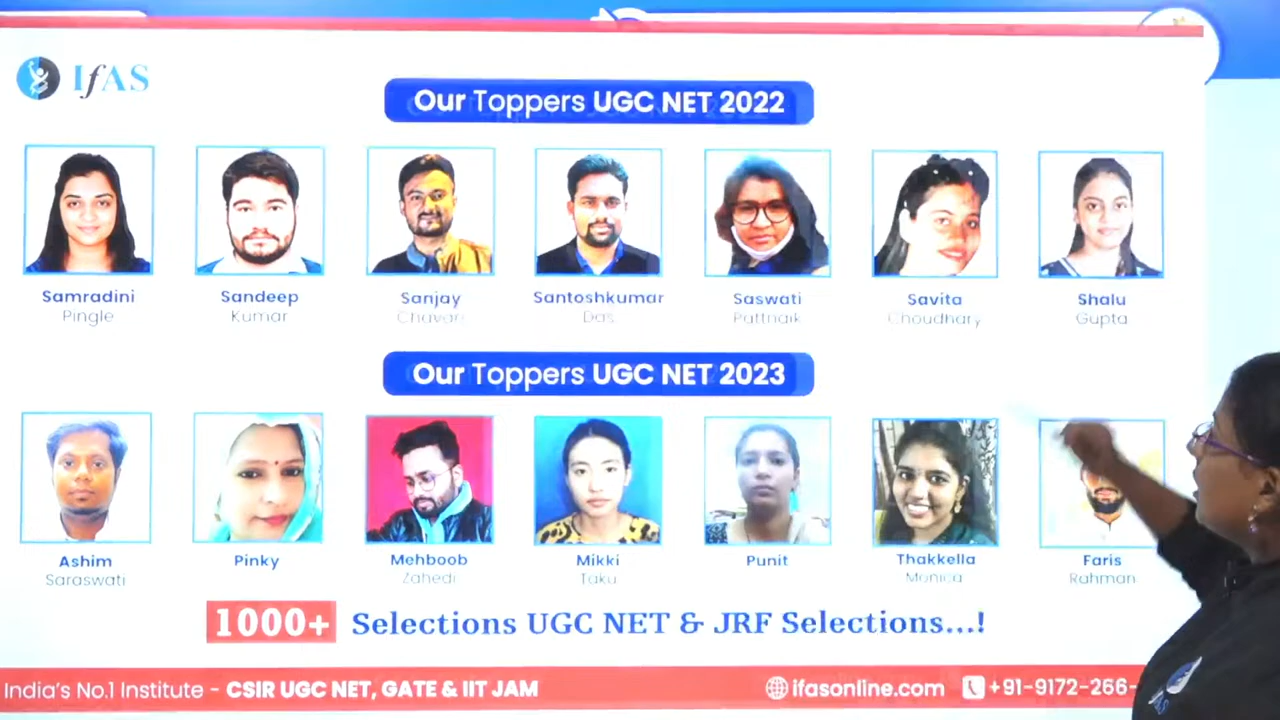 IfAS
Our Toppers UGC NET 2022
Samradini
Pingle
Sandeep
Kumar
Sanjay
Chavan
Santoshkumar
Das
Saswati
Pattnaik
Savita
Choudhary
Shalu
Gupta
Our Toppers UGC NET 2023
Ashim
Saraswati
Pinky
Mehboob
Zahedi
Mikki
Taku
Punit
Thakkella
Monica
Faris
Rahman
1000+ Selections UGC NET & JRF Selections...!
India's No.1 Institute - CSIR UGC NET, GATE & IIT JAM
ifasonline.com
+91-9172-266-